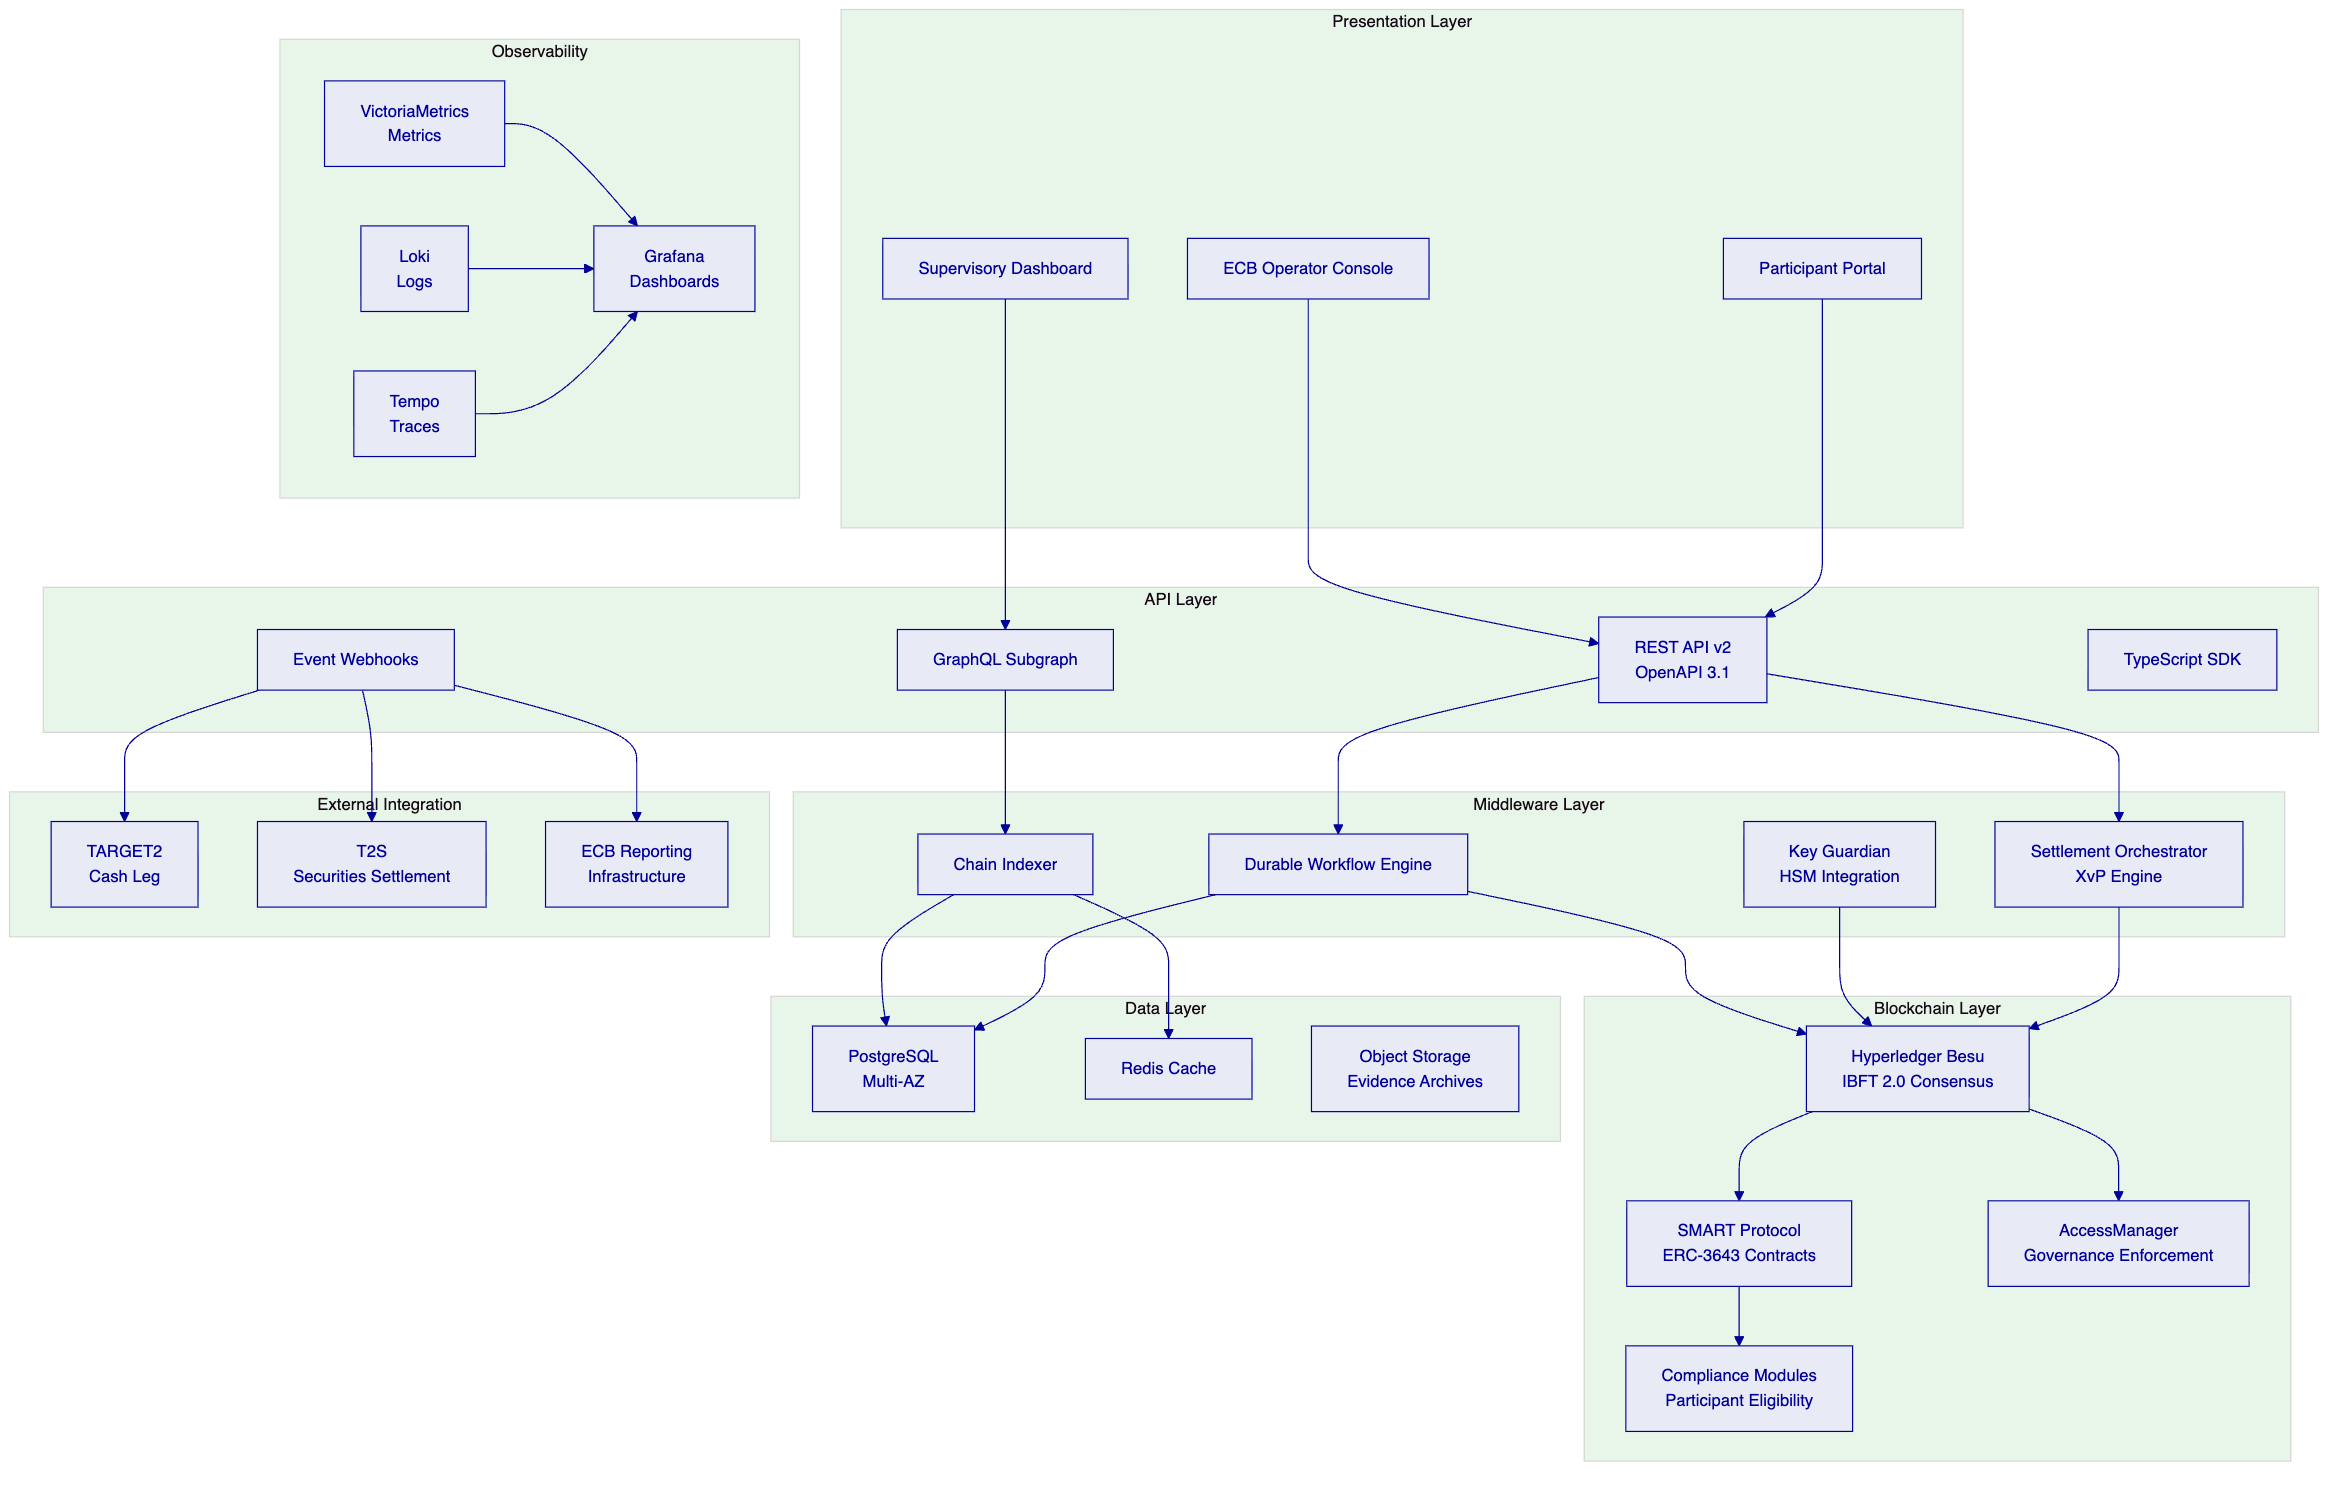 Presentation Layer
Observability
VictoriaMetrics
Metrics
Loki
Logs
Grafana
Dashboards
Tempo
Traces
Supervisory Dashboard
ECB Operator Console
Participant Portal
API Layer
Event Webhooks
GraphQL Subgraph
REST API v2
OpenAPI 3.1
TypeScript SDK
External Integration
TARGET2
Cash Leg
T2S
Securities Settlement
ECB Reporting
Infrastructure
Middleware Layer
Chain Indexer
Durable Workflow Engine
Key Guardian
HSM Integration
Settlement Orchestrator
XvP Engine
Data Layer
PostgreSQL
Multi-AZ
Redis Cache
Object Storage
Evidence Archives
Blockchain Layer
Hyperledger Besu
IBFT 2.0 Consensus
SMART Protocol
ERC-3643 Contracts
AccessManager
Governance Enforcement
Compliance Modules
Participant Eligibility